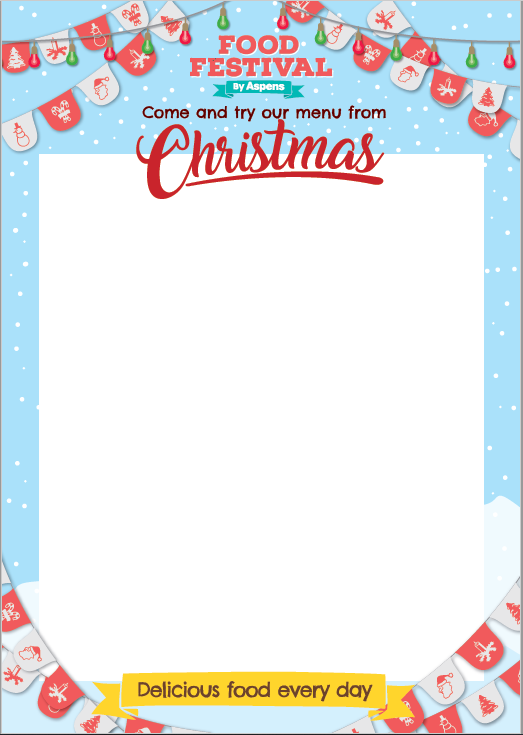 FOOD
FESTIVAL
By Aspens
Come and try our menu from
Christmas
Delicious food every day